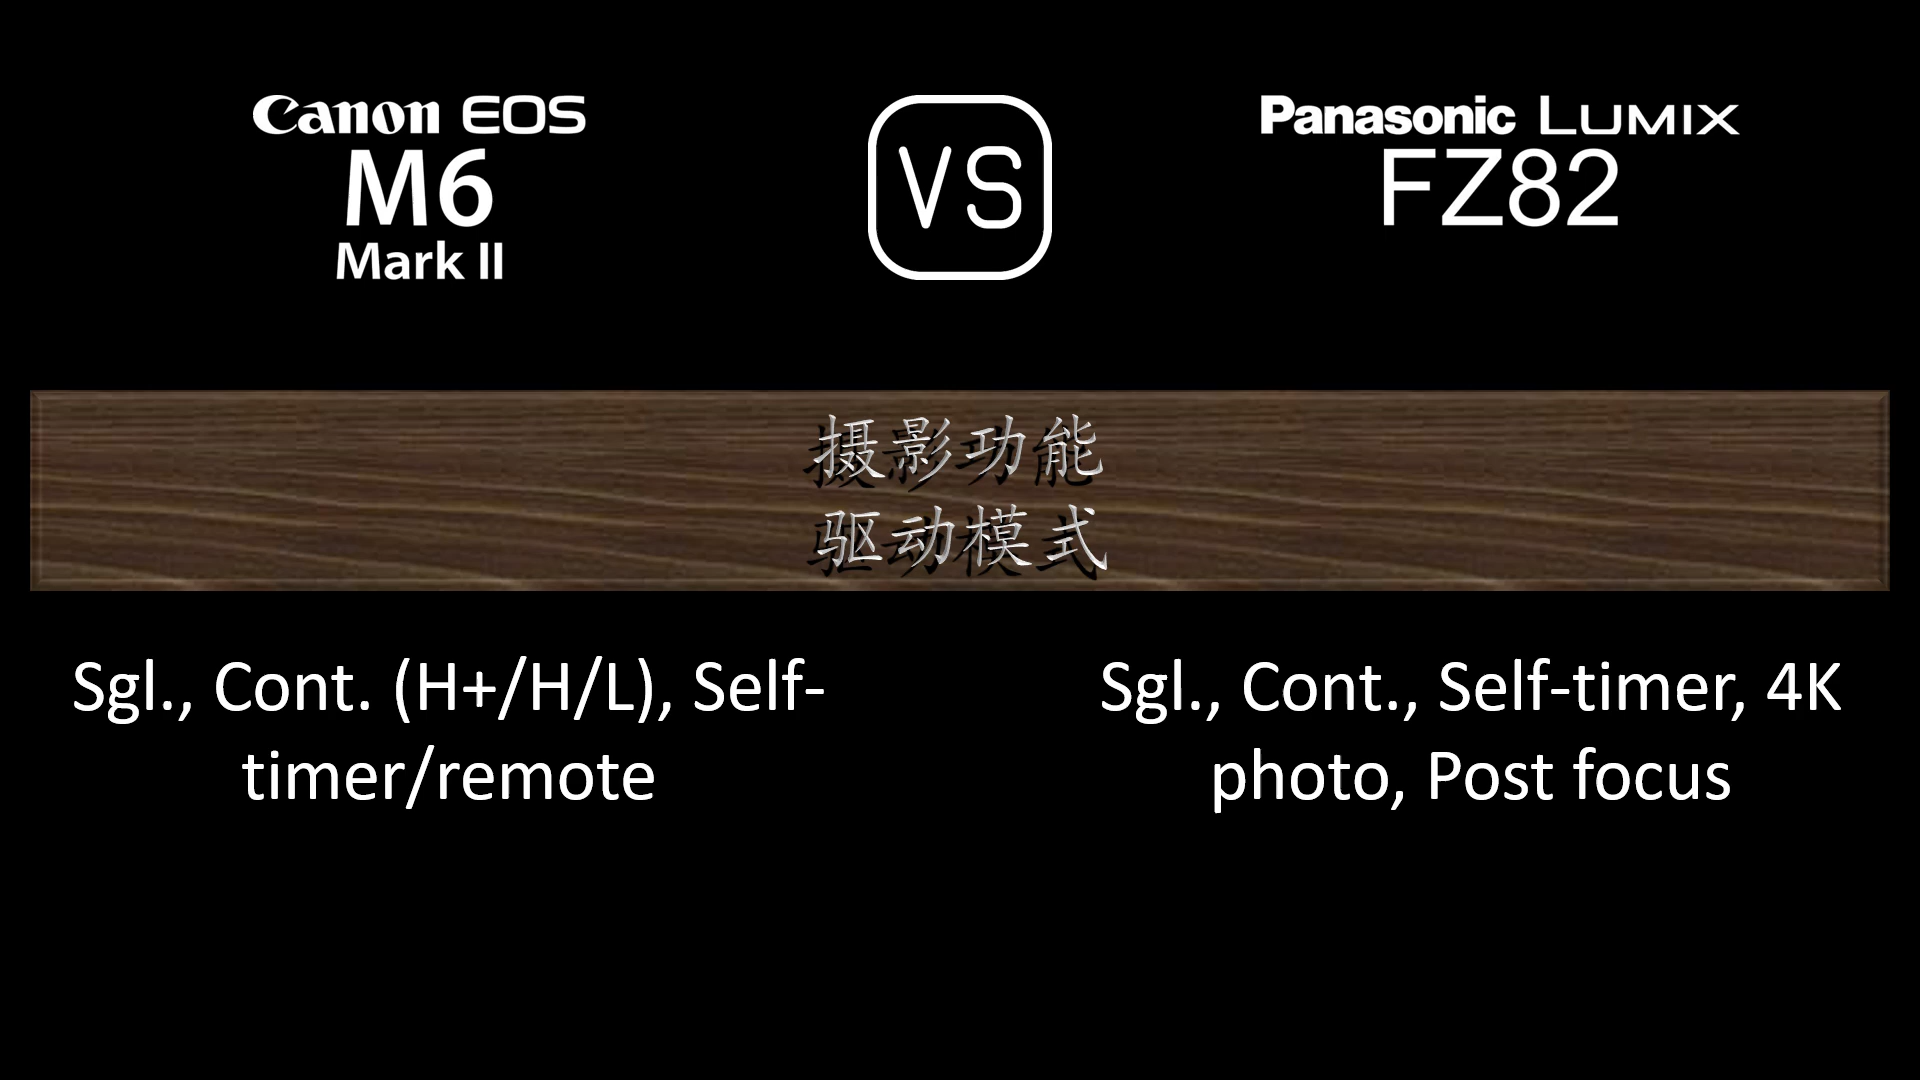 Canon EOS
M6
Mark II
VS
Panasonic LUMIX
FZ82
摄影功能
驱动模式
Sgl., Cont. (H+/H/L), Self-
timer/remote
Sgl., Cont., Self-timer, 4K
photo, Post focus